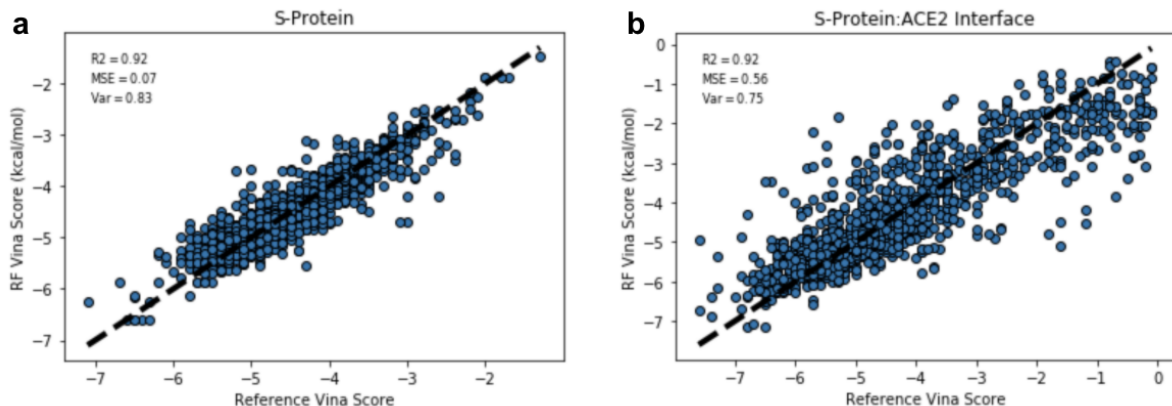 a
S-Protein
R2 = 0.92
MSE = 0.07
Var = 0.83
RF Vina Score (kcal/mol)
−2
−3
−4
−5
−6
−7
−7 −6 −5 −4 −3 −2
Reference Vina Score
b
S-Protein:ACE2 Interface
R2 = 0.92
MSE = 0.56
Var = 0.75
RF Vina Score (kcal/mol)
0
−1
−2
−3
−4
−5
−6
−7
−7 −6 −5 −4 −3 −2 −1 0
Reference Vina Score